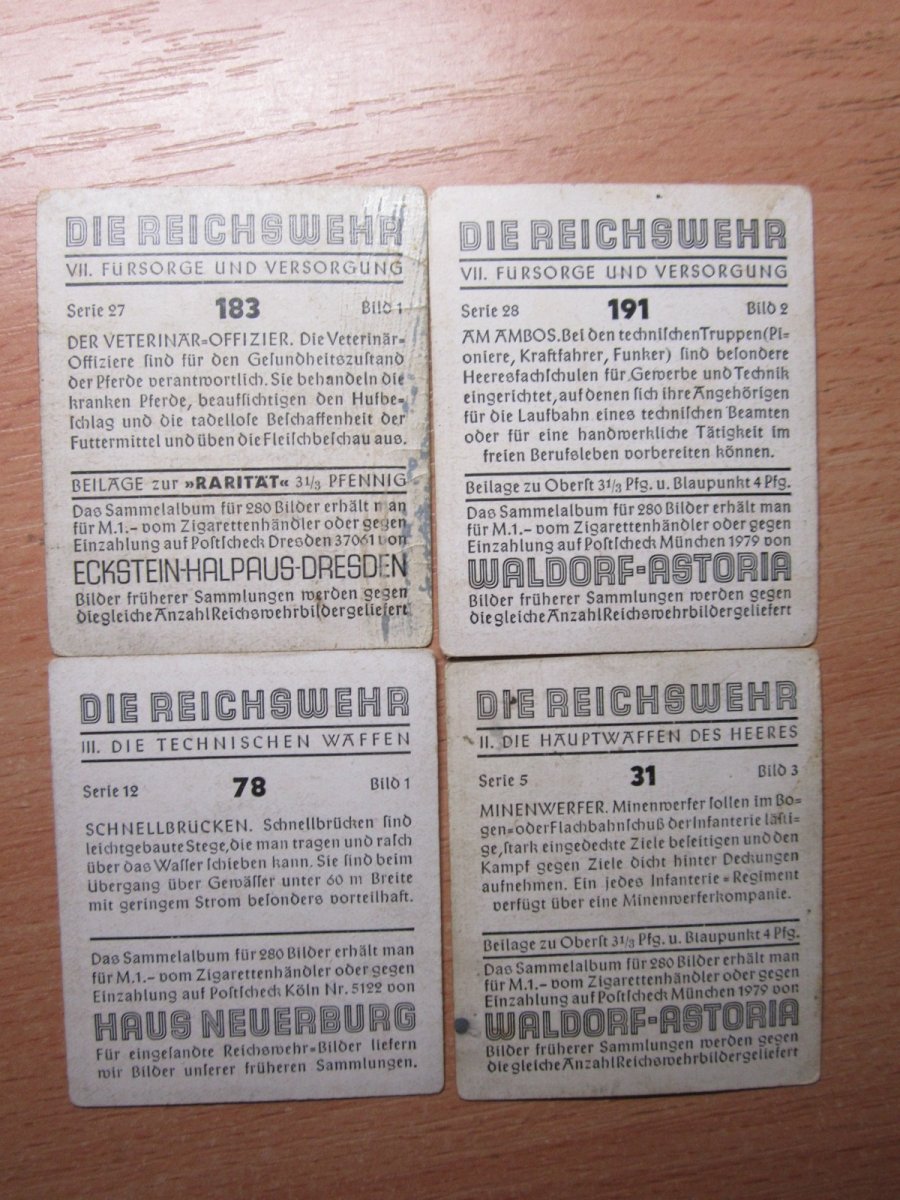 DIE REICHSWEHR
VII. FÜRSORGE UND VERSORGUNG
Serie 27 183 Bild 1
DER VETERINÄR=OFFIZIER. Die Veterinär=
Offiziere sind für den Gesundheitszustand
der Pferde verantwortlich. Sie behandeln die
kranken Pferde, beaufsichtigen den Hufbe=
schlag und die tadellose Beschaffenheit der
Futtermittel und üben die Fleischbeschau aus.
BEILAGE zur »RARITÄT« 3 1/3 PFENNIG
Das Sammelalbum für 280 Bilder erhält man
für M.1.– vom Zigarettenhändler oder gegen
Einzahlung auf Postscheck Dresden 37061 von
ECKSTEIN-HALPAUS-DRESDEN
Bilder früherer Sammlungen werden gegen
die gleiche Anzahl Reichswehrbilder geliefert
DIE REICHSWEHR
VII. FÜRSORGE UND VERSORGUNG
Serie 28 191 Bild 2
AM AMBOS. Bei den technischen Truppen (Pi=
oniere, Kraftfahrer, Funker) sind besondere
Heeresfachschulen für Gewerbe und Technik
eingerichtet, auf denen sich ihre Angehörigen
für die Laufbahn eines technischen Beamten
oder für eine handwerkliche Tätigkeit im
freien Berufsleben vorbereiten können.
Beilage zu Oberst 3 1/3 Pfg. u. Blaupunkt 4 Pfg.
Das Sammelalbum für 280 Bilder erhält man
für M.1.– vom Zigarettenhändler oder gegen
Einzahlung auf Postscheck München 1979 von
WALDORF-ASTORIA
Bilder früherer Sammlungen werden gegen
die gleiche Anzahl Reichswehrbilder geliefert
DIE REICHSWEHR
III. DIE TECHNISCHEN WAFFEN
Serie 12 78 Bild 1
SCHNELLBRÜCKEN. Schnellbrücken sind
leichtgebaute Stege, die man tragen und rasch
über das Wasser schieben kann. Sie sind beim
Übergang über Gewässer unter 60 m Breite
mit geringem Strom besonders vorteilhaft.
Das Sammelalbum für 280 Bilder erhält man
für M.1.– vom Zigarettenhändler oder gegen
Einzahlung auf Postscheck Köln Nr. 5122 von
HAUS NEUERBURG
Für eingesandte Reichswehr=Bilder liefern
wir Bilder unserer früheren Sammlungen.
DIE REICHSWEHR
II. DIE HAUPTWAFFEN DES HEERES
Serie 5 31 Bild 3
MINENWERFER. Minenwerfer sollen im Bo=
gen= oder Flachbahnschuß der Infanterie lästi=
ge, stark eingedeckte Ziele beseitigen und den
Kampf gegen Ziele dicht hinter Deckungen
aufnehmen. Ein jedes Infanterie=Regiment
verfügt über eine Minenwerferkompanie.
Beilage zu Oberst 3 1/3 Pfg. u. Blaupunkt 4 Pfg.
Das Sammelalbum für 280 Bilder erhält man
für M.1.– vom Zigarettenhändler oder gegen
Einzahlung auf Postscheck München 1979 von
WALDORF-ASTORIA
Bilder früherer Sammlungen werden gegen
die gleiche Anzahl Reichswehrbilder geliefert